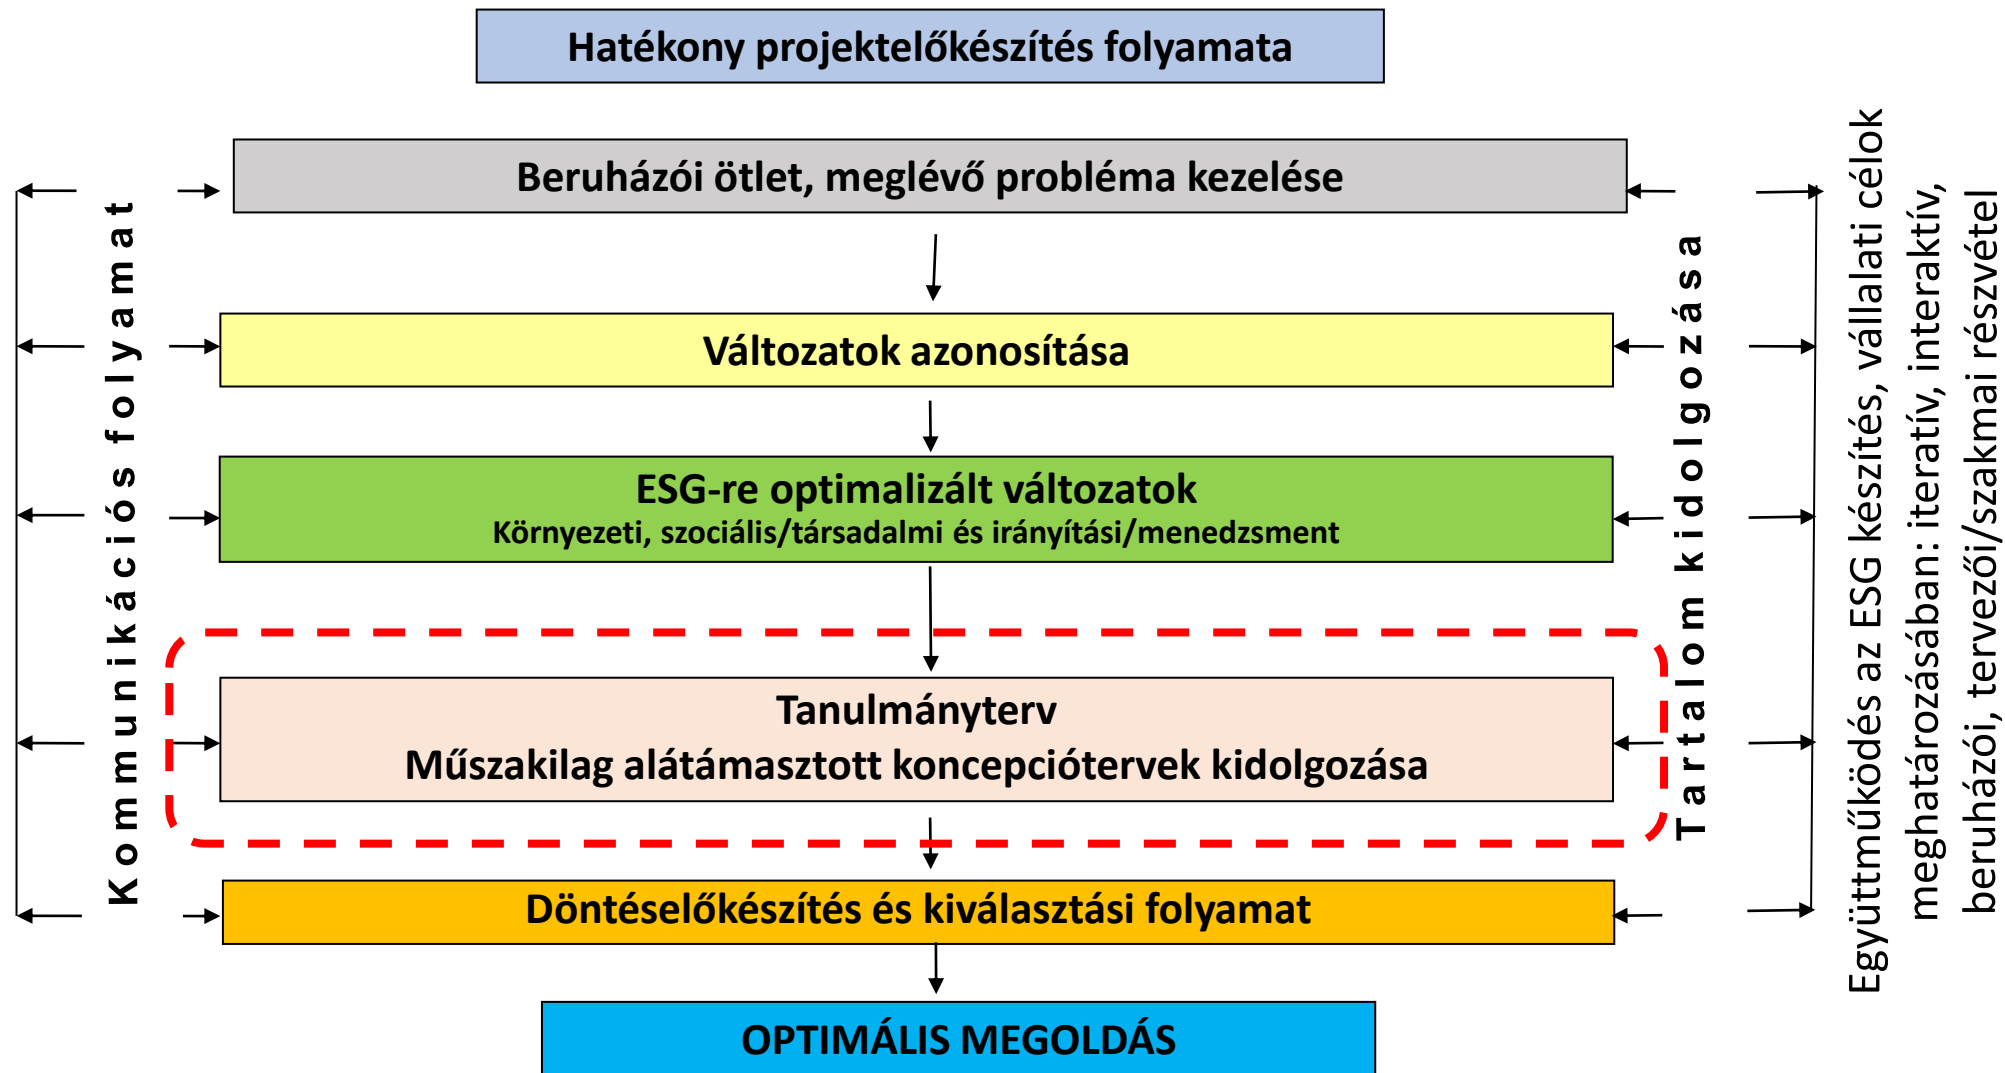 Hatékony projektelőkészítés folyamata
Beruházói ötlet, meglévő probléma kezelése
Változatok azonosítása
ESG-re optimalizált változatok
Környezeti, szociális/társadalmi és irányítási/menedzsment
Tanulmányterv
Műszakilag alátámasztott koncepciótervek kidolgozása
Döntéselőkészítés és kiválasztási folyamat
OPTIMÁLIS MEGOLDÁS
Kommunikációs folyamat
Tartalom kidolgozása
Együttműködés az ESG készítés, vállalati célok
meghatározásában: iteratív, interaktív,
beruházói, tervezői/szakmai részvétel